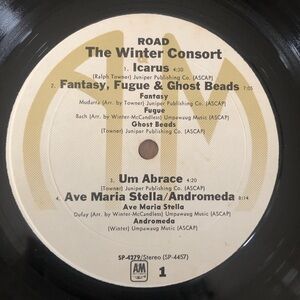 ROAD
The Winter Consort
1. Icarus 4:30
(Ralph Towner) Juniper Publishing Co. (ASCAP)
2. Fantasy, Fugue & Ghost Beads 7:05
Fantasy
Mudarra (Arr. by Towner) Juniper Publishing Co. (ASCAP)
Fugue
Bach (Arr. by Winter-McCandless) Umpawaug Music (ASCAP)
Ghost Beads
(Towner) Juniper Publishing Co. (ASCAP)
3. Um Abrace 4:20
(Towner) Juniper Publishing Co. (ASCAP)
4. Ave Maria Stella/Andromeda 8:14
Ave Maria Stella
Dufay (Arr. by Winter-McCandless) Umpawaug Music (ASCAP)
Andromeda
(Winter) Umpawaug Music (ASCAP)
SP-4279/Stereo (SP-4457)
AM
1